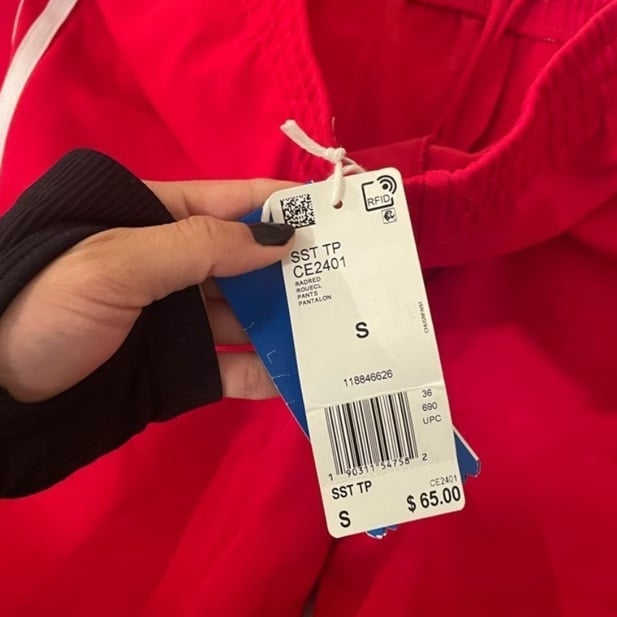 RFID
SST TP
CE2401
RADRED
ROUECL
PANTS
PANTALON
S
118846626
36
690
UPC
1 90311 54758 2
SST TP
CE2401
S
$ 65.00